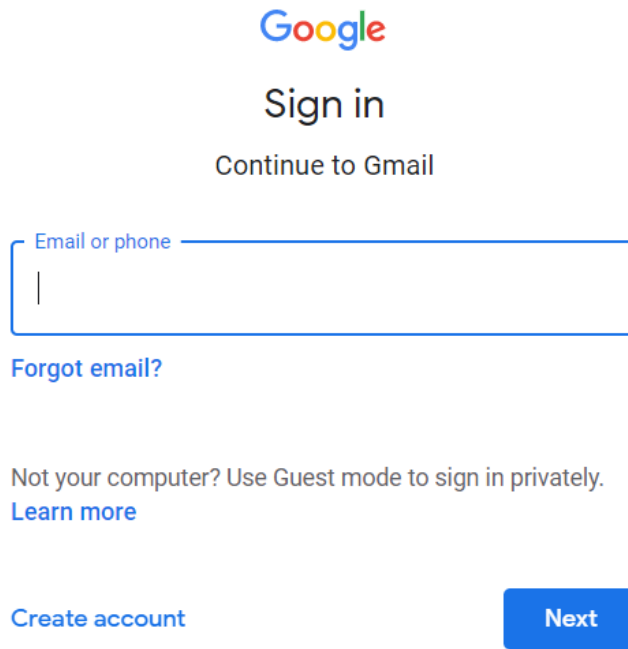 Google
Sign in
Continue to Gmail
Email or phone
Forgot email?
Not your computer? Use Guest mode to sign in privately.
Learn more
Create account
Next